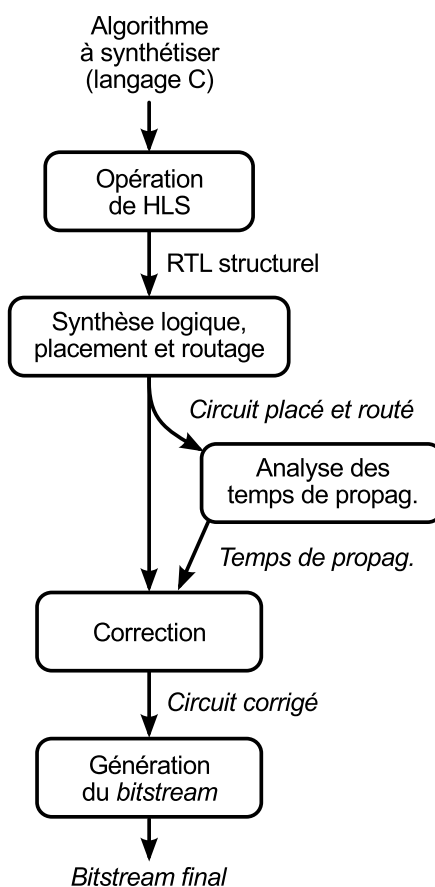 Algorithme
à synthétiser
(langage C)
Opération
de HLS
RTL structurel
Synthèse logique,
placement et routage
Circuit placé et routé
Analyse des
temps de propag.
Temps de propag.
Correction
Circuit corrigé
Génération
du bitstream
Bitstream final